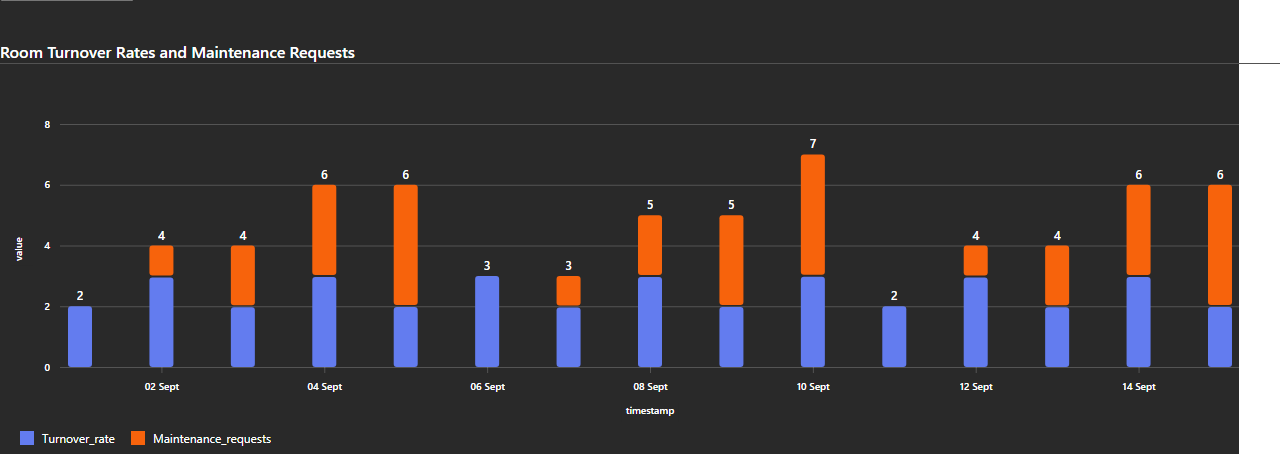 Room Turnover Rates and Maintenance Requests
8
6
4
2
0
value
2
4
4
6
6
3
3
5
5
7
2
4
4
6
6
02 Sept
04 Sept
06 Sept
08 Sept
10 Sept
12 Sept
14 Sept
timestamp
Turnover_rate
Maintenance_requests